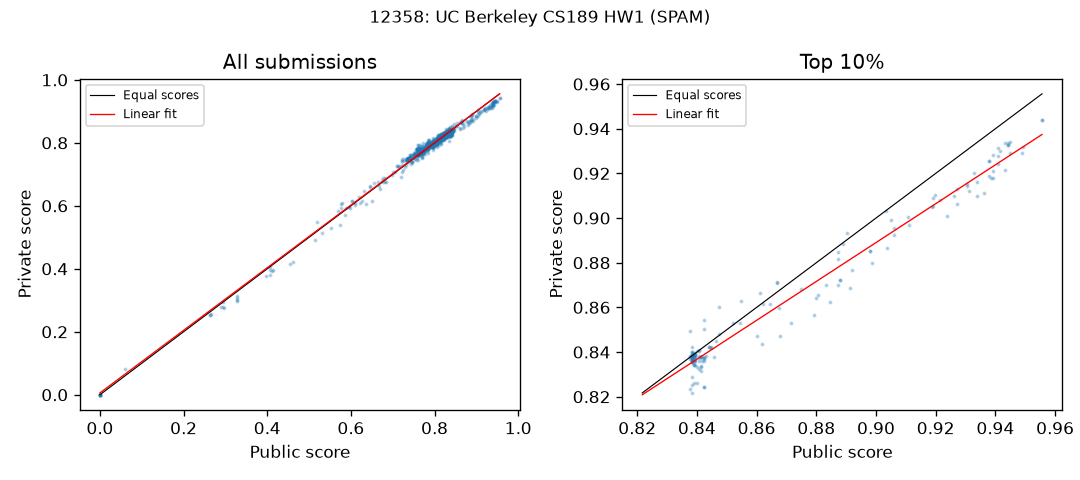 12358: UC Berkeley CS189 HW1 (SPAM)
All submissions
Equal scores
Linear fit
Private score
1.0
0.8
0.6
0.4
0.2
0.0
0.0 0.2 0.4 0.6 0.8 1.0
Public score
Top 10%
Equal scores
Linear fit
Private score
0.96
0.94
0.92
0.90
0.88
0.86
0.84
0.82
0.82 0.84 0.86 0.88 0.90 0.92 0.94 0.96
Public score